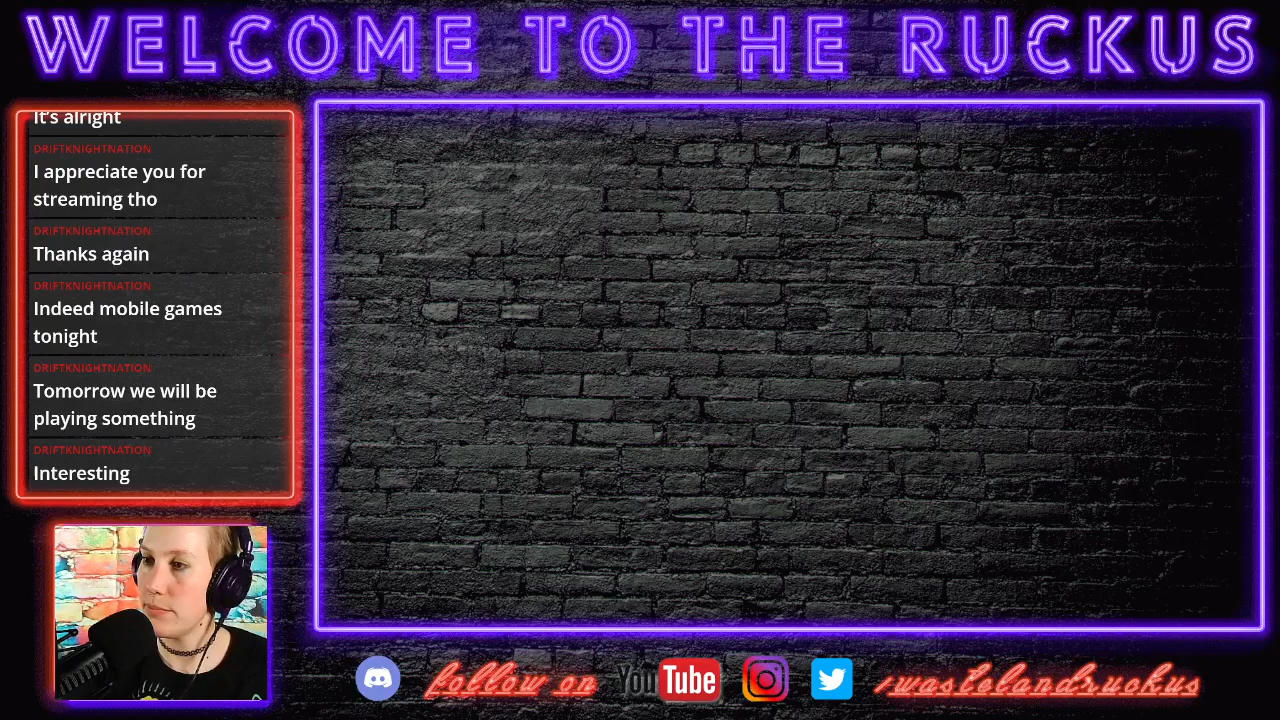 WELCOME TO THE RUCKUS
It's alright
DRIFTKNIGHTNATION
I appreciate you for
streaming tho
DRIFTKNIGHTNATION
Thanks again
DRIFTKNIGHTNATION
Indeed mobile games
tonight
DRIFTKNIGHTNATION
Tomorrow we will be
playing something
DRIFTKNIGHTNATION
Interesting
follow on YouTube /wastelandruckus